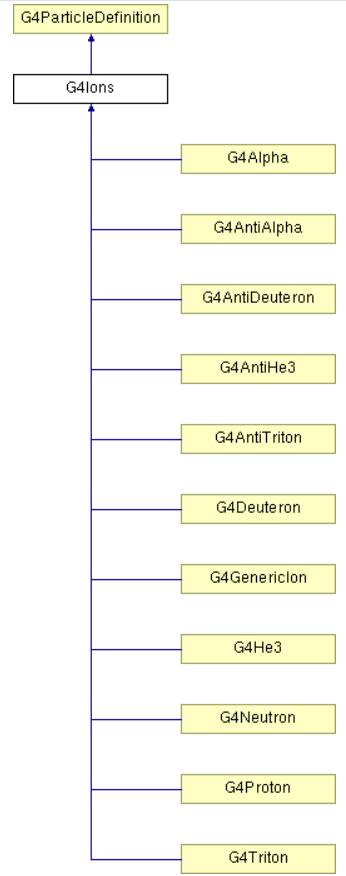 G4ParticleDefinition
G4Ions
G4Alpha
G4AntiAlpha
G4AntiDeuteron
G4AntiHe3
G4AntiTriton
G4Deuteron
G4GenericIon
G4He3
G4Neutron
G4Proton
G4Triton